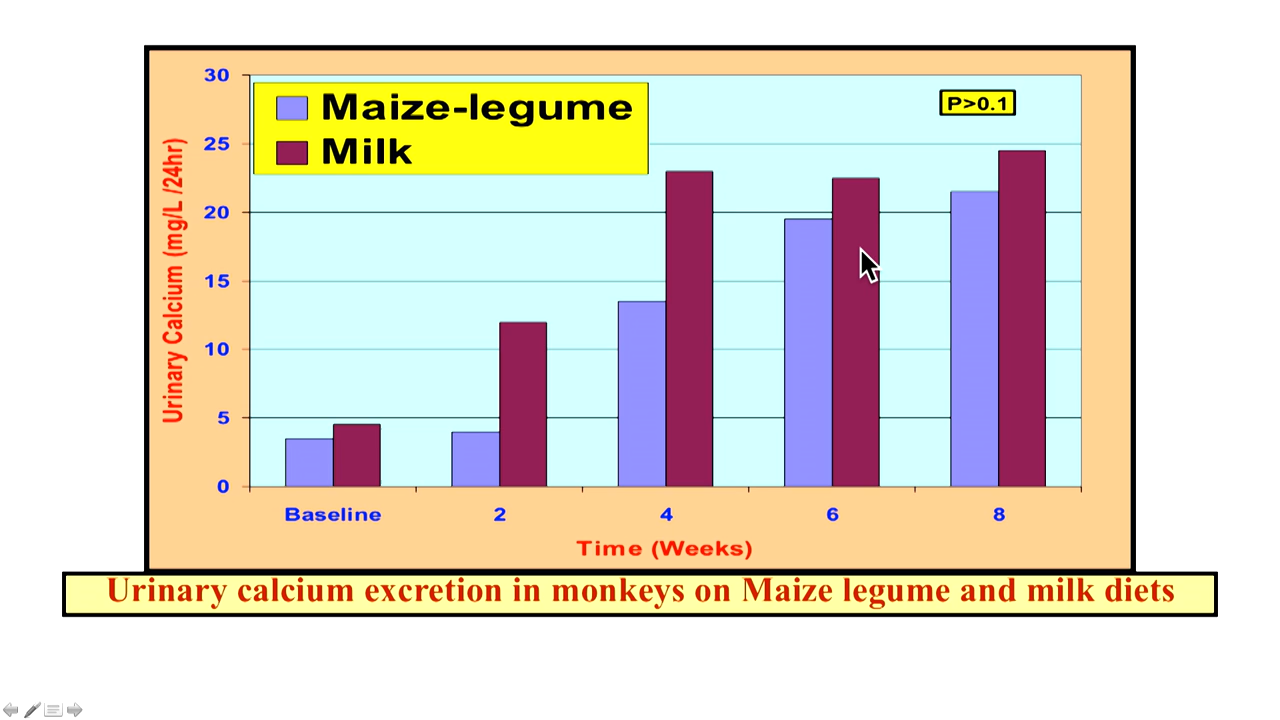 30
25
20
15
10
5
0
Urinary Calcium (mg/L /24hr)
Maize-legume
Milk
P>0.1
Baseline 2 4 6 8
Time (Weeks)
Urinary calcium excretion in monkeys on Maize legume and milk diets